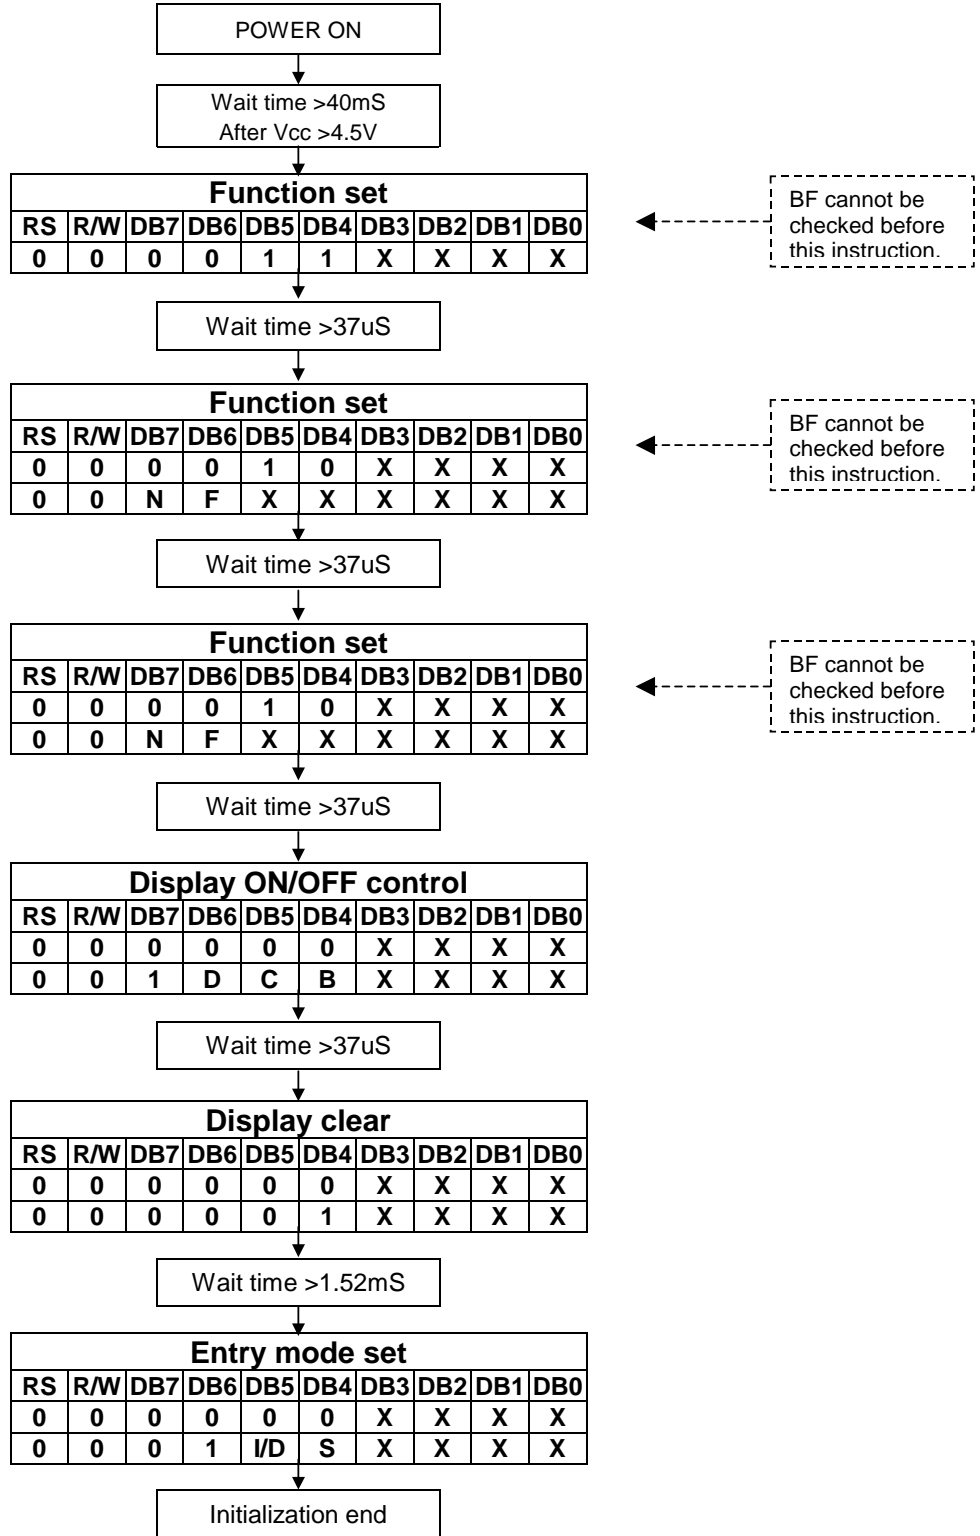 POWER ON
Wait time >40mS
After Vcc >4.5V
Function set
RS R/W DB7 DB6 DB5 DB4 DB3 DB2 DB1 DB0
0 0 0 0 1 1 X X X X
BF cannot be
checked before
this instruction.
Wait time >37uS
Function set
RS R/W DB7 DB6 DB5 DB4 DB3 DB2 DB1 DB0
0 0 0 0 1 0 X X X X
0 0 N F X X X X X X
BF cannot be
checked before
this instruction.
Wait time >37uS
Function set
RS R/W DB7 DB6 DB5 DB4 DB3 DB2 DB1 DB0
0 0 0 0 1 0 X X X X
0 0 N F X X X X X X
BF cannot be
checked before
this instruction.
Wait time >37uS
Display ON/OFF control
RS R/W DB7 DB6 DB5 DB4 DB3 DB2 DB1 DB0
0 0 0 0 0 0 X X X X
0 0 1 D C B X X X X
Wait time >37uS
Display clear
RS R/W DB7 DB6 DB5 DB4 DB3 DB2 DB1 DB0
0 0 0 0 0 0 X X X X
0 0 0 0 0 1 X X X X
Wait time >1.52mS
Entry mode set
RS R/W DB7 DB6 DB5 DB4 DB3 DB2 DB1 DB0
0 0 0 0 0 0 X X X X
0 0 0 1 I/D S X X X X
Initialization end